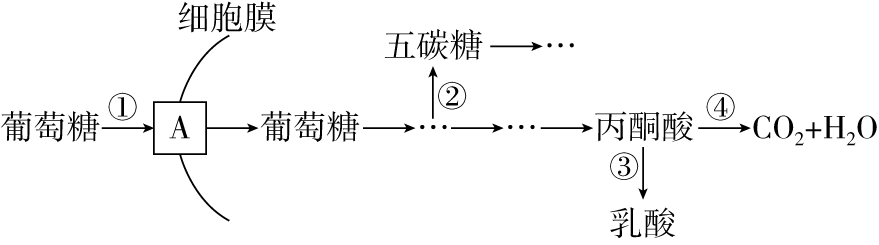 细胞膜
五碳糖 ⋯
②
葡萄糖 ① A 葡萄糖 ⋯ ⋯ 丙酮酸 ④ CO₂+H₂O
③
乳酸